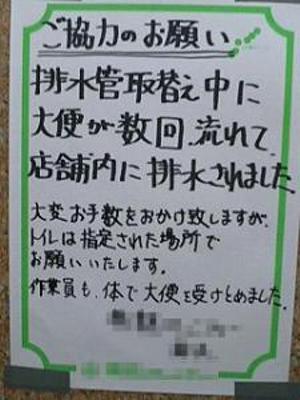 ご協力のお願い
排水管取替え中に
大便が数回流れて
店舗内に排水されました
大変お手数をおかけ致しますが、
トイレは指定された場所で
お願いいたします。
作業員も、体で大便を受けとめました。